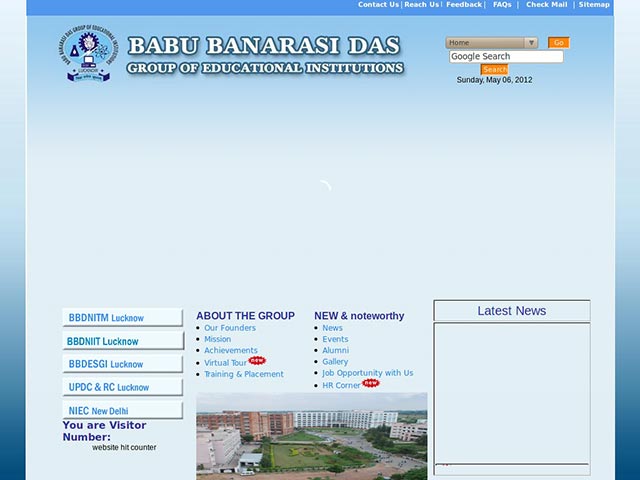 Contact Us | Reach Us | Feedback | FAQs | Check Mail | Sitemap
BABU BANARASI DAS
GROUP OF EDUCATIONAL INSTITUTIONS
BABU BANARASI DAS GROUP OF EDUCATIONAL INSTITUTIONS
LUCKNOW
Home
Go
Google Search
Search
Sunday, May 06, 2012
BBDNITM Lucknow
BBDNIIT Lucknow
BBDESGI Lucknow
UPDC & RC Lucknow
NIEC New Delhi
You are Visitor
Number:
website hit counter
ABOUT THE GROUP
Our Founders
Mission
Achievements
Virtual Tour new
Training & Placement
NEW & noteworthy
News
Events
Alumni
Gallery
Job Opportunity with Us
HR Corner new
Latest News